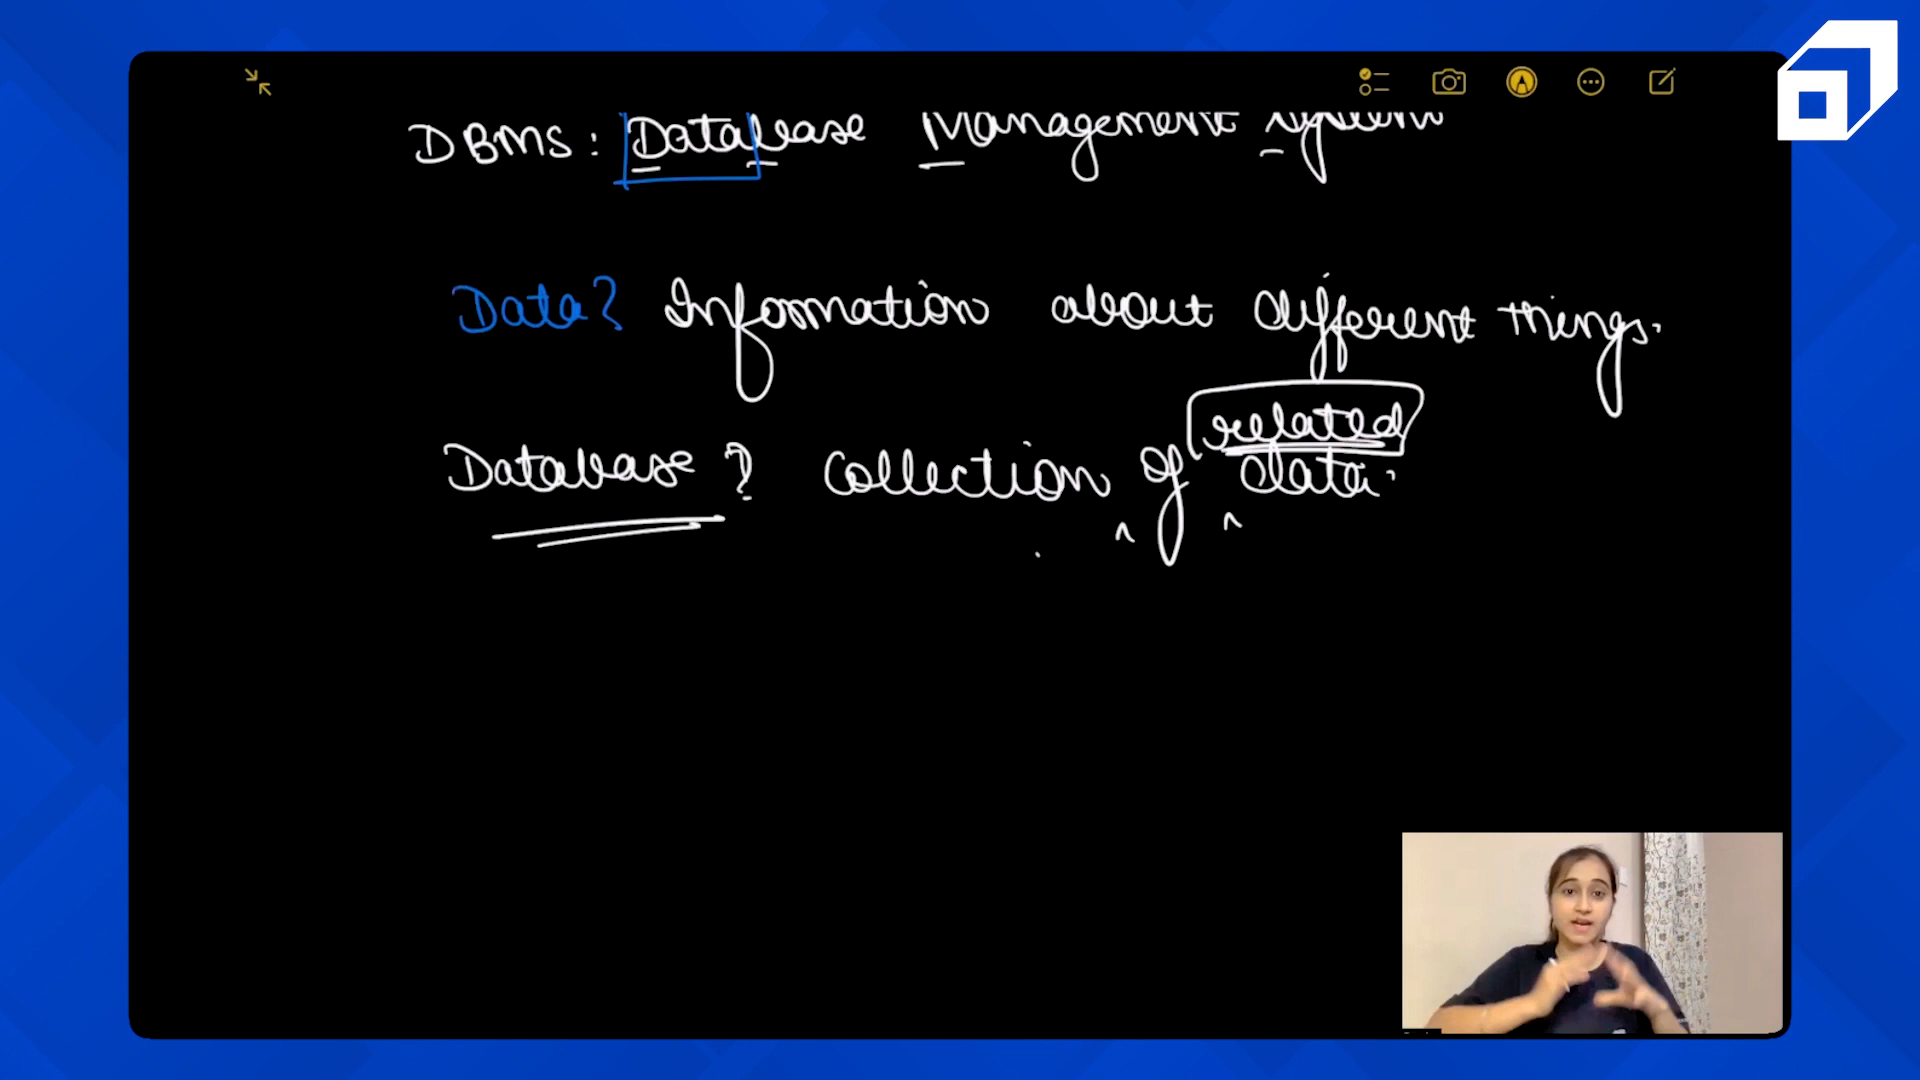 DBMS: Database Management System
Data? Information about different things.
related
Database? Collection of data.